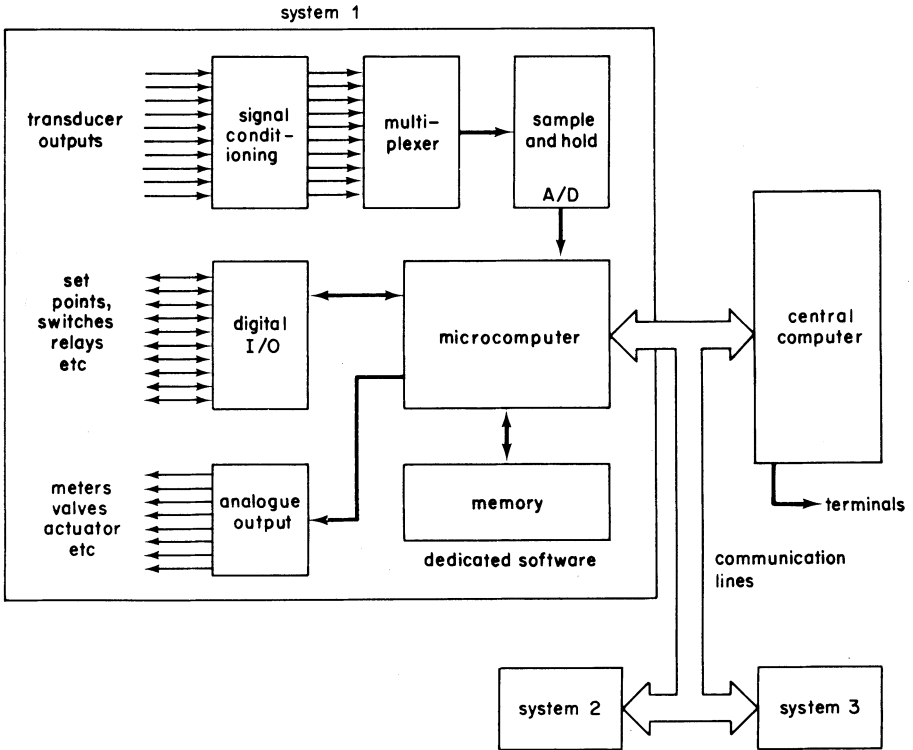 system 1
transducer
outputs
signal
condit-
ioning
multi-
plexer
sample
and hold
A/D
set
points,
switches
relays
etc
digital
I/O
microcomputer
central
computer
meters
valves
actuator
etc
analogue
output
memory
dedicated software
terminals
communication
lines
system 2
system 3